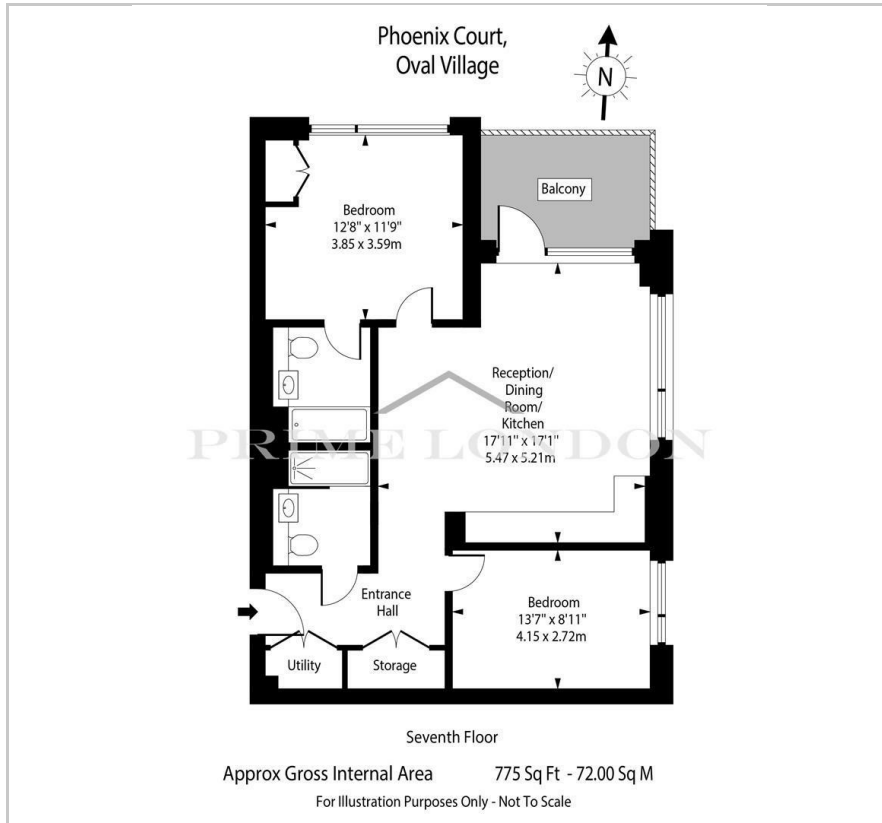 Phoenix Court,
Oval Village
N
Balcony
Bedroom
12'8" x 11'9"
3.85 x 3.59m
Reception/
Dining
Room/
Kitchen
17'11" x 17'1"
5.47 x 5.21m
PRIME LONDON
Entrance
Hall
Bedroom
13'7" x 8'11"
4.15 x 2.72m
Utility
Storage
Seventh Floor
Approx Gross Internal Area 775 Sq Ft - 72.00 Sq M
For Illustration Purposes Only - Not To Scale